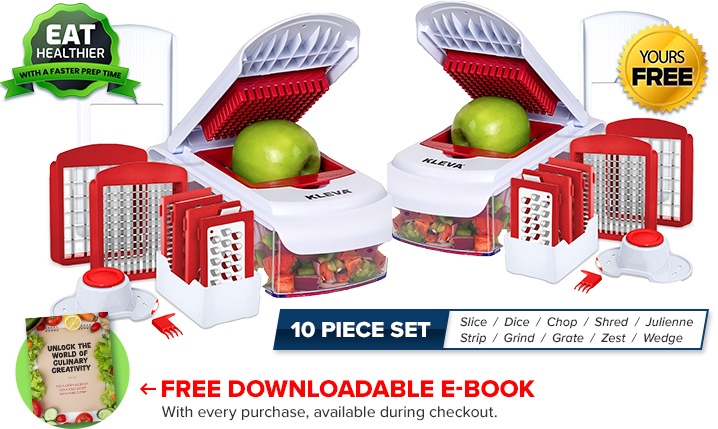 EAT
HEALTHIER
WITH A FASTER PREP TIME
YOURS
FREE
KLEVA
KLEVA
10 PIECE SET
Slice / Dice / Chop / Shred / Julienne
Strip / Grind / Grate / Zest / Wedge
UNLOCK THE
WORLD OF
CULINARY
CREATIVITY
FREE DOWNLOADABLE E-BOOK
With every purchase, available during checkout.